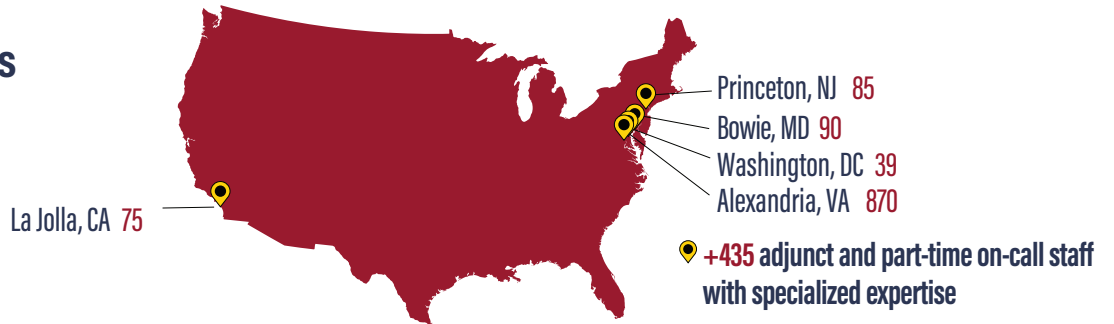 s
Princeton, NJ 85
Bowie, MD 90
Washington, DC 39
Alexandria, VA 870
La Jolla, CA 75
+435 adjunct and part-time on-call staff
with specialized expertise